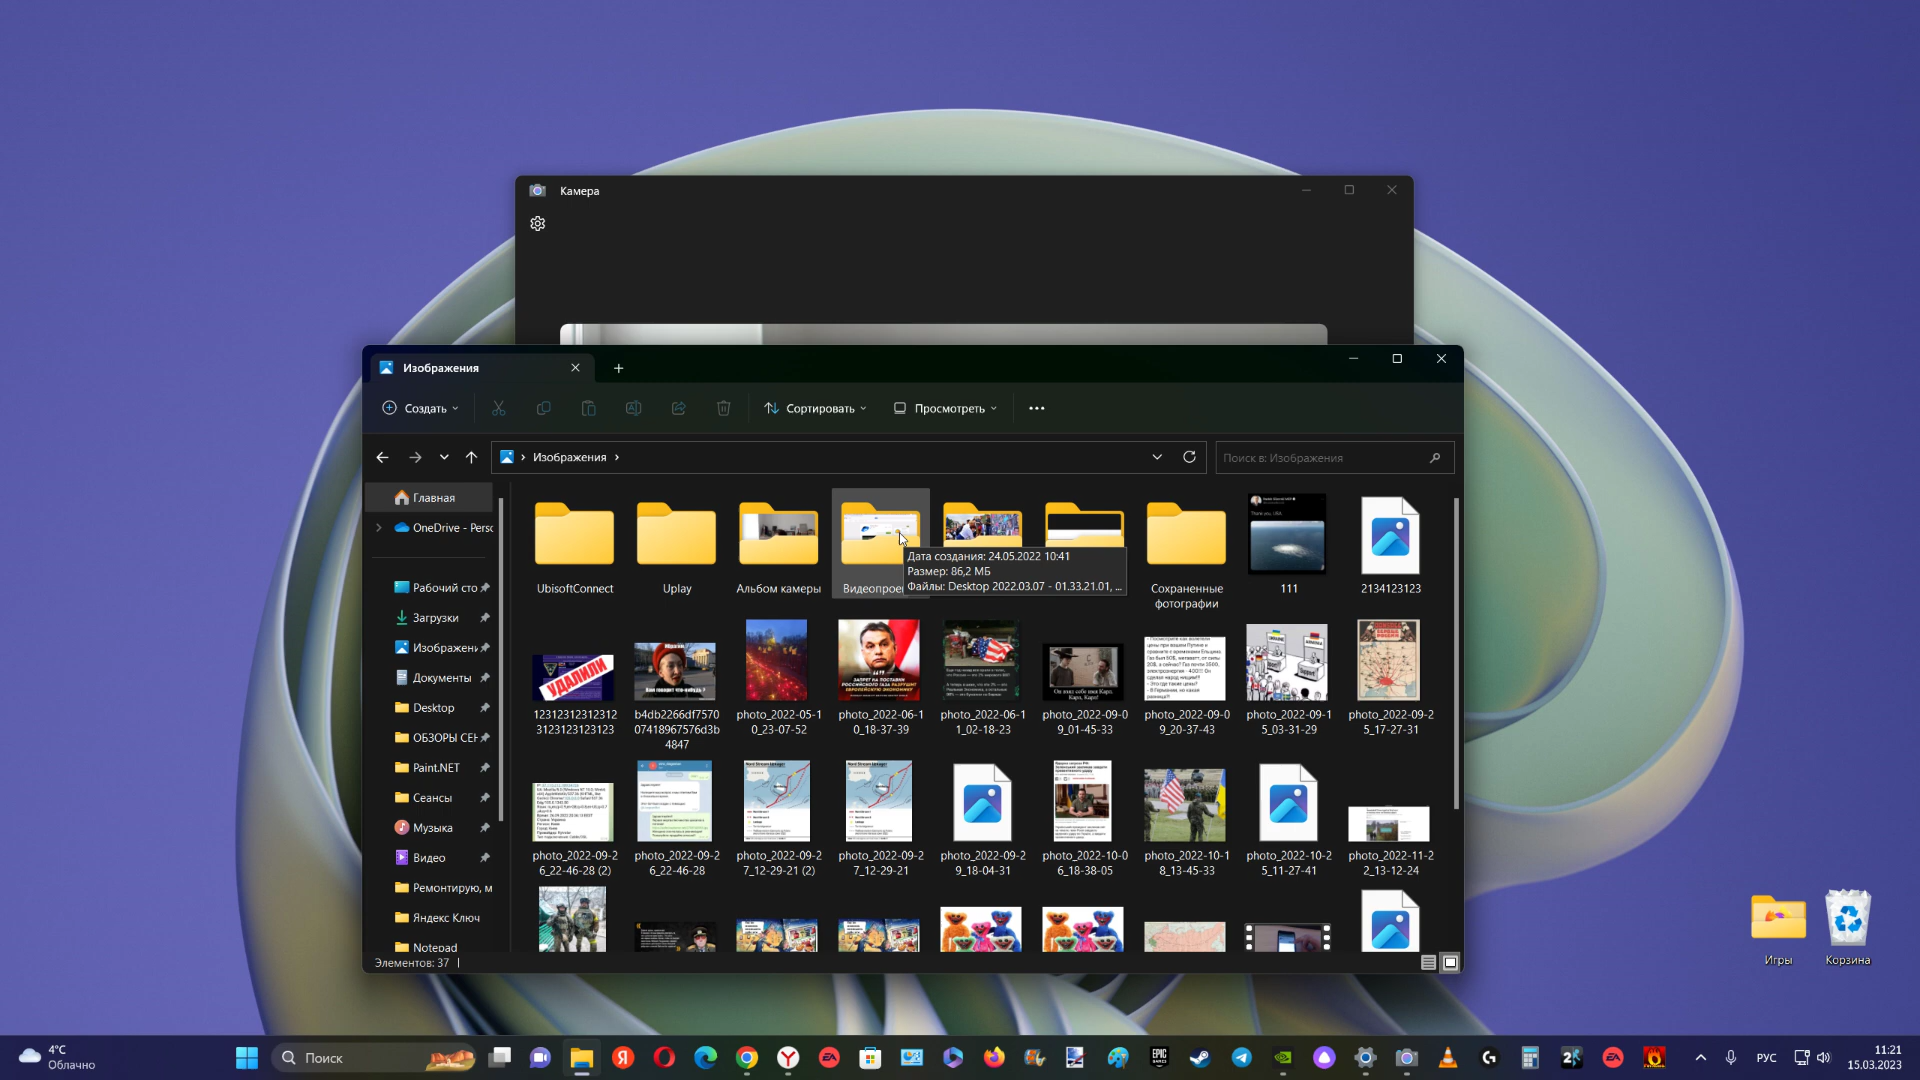 Камера
Изображения
Создать
Сортировать
Просмотреть
Изображения
Поиск в: Изображения
Главная
OneDrive - Perso
Рабочий сто
Загрузки
Изображени
Документы
Desktop
ОБЗОРЫ СЕН
Paint.NET
Сеансы
Музыка
Видео
Ремонтирую, м
Яндекс Ключ
Notepad
UbisoftConnect
Uplay
Альбом камеры
Видеопрое
Дата создания: 24.05.2022 10:41
Размер: 86,2 МБ
Файлы: Desktop 2022.03.07 - 01.33.21.01, ...
Сохраненные
фотографии
111
2134123123
УДАЛИЛИ
12312312312312
3123123123123
b4db2266df7570
07418967576d3b
4847
photo_2022-05-1
0_23-07-52
ЗАПРЕТ НА ПОСТАВКИ
РОССИЙСКОГО ГАЗА РАЗРУШИТ
ЕВРОПЕЙСКУЮ ЭКОНОМИКУ
photo_2022-06-1
0_18-37-39
photo_2022-06-1
1_02-18-23
photo_2022-09-0
9_01-45-33
photo_2022-09-0
9_20-37-43
photo_2022-09-1
5_03-31-29
photo_2022-09-2
5_17-27-31
photo_2022-09-2
6_22-46-28 (2)
photo_2022-09-2
6_22-46-28
photo_2022-09-2
7_12-29-21 (2)
photo_2022-09-2
7_12-29-21
photo_2022-09-2
9_18-04-31
photo_2022-10-0
6_18-38-05
photo_2022-10-1
8_13-45-33
photo_2022-10-2
5_11-27-41
photo_2022-11-2
2_13-12-24
Элементов: 37
Игры
Корзина
4°C
Облачно
Поиск
РУС
11:21
15.03.2023